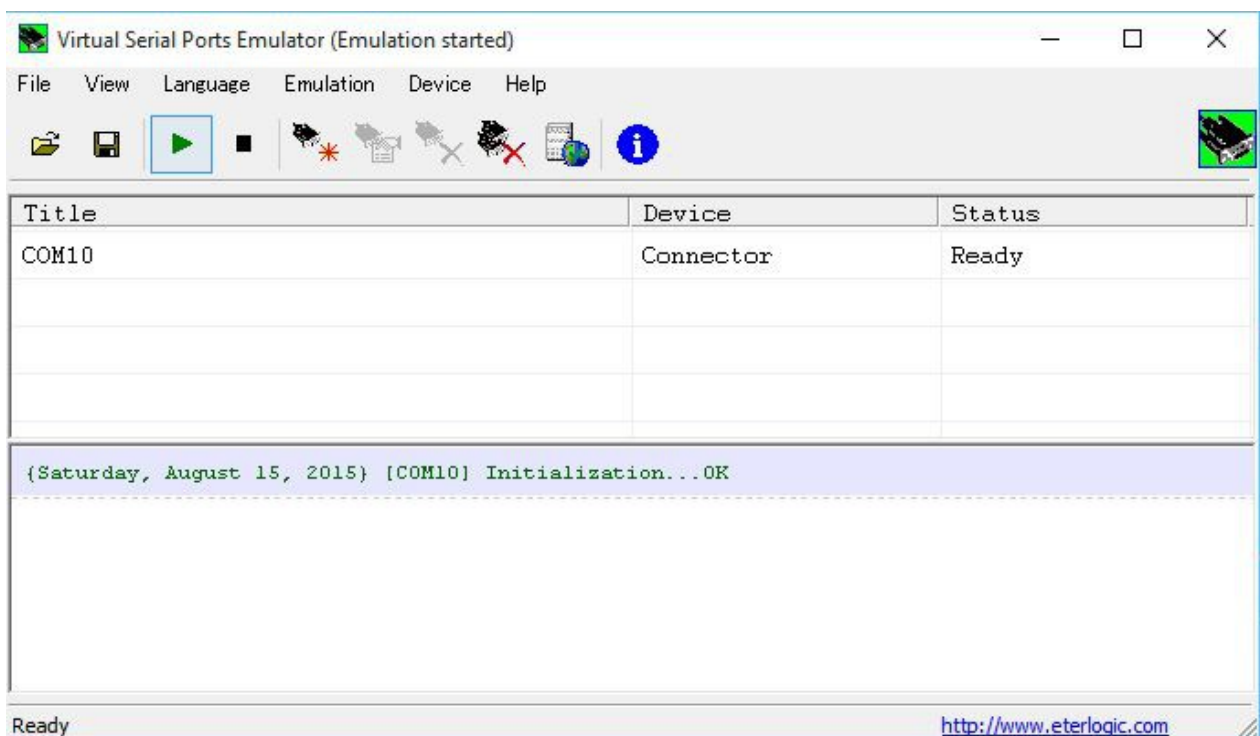 Virtual Serial Ports Emulator (Emulation started)
File View Language Emulation Device Help
Title Device Status
COM10 Connector Ready
{Saturday, August 15, 2015} [COM10] Initialization...OK
Ready http://www.eterlogic.com